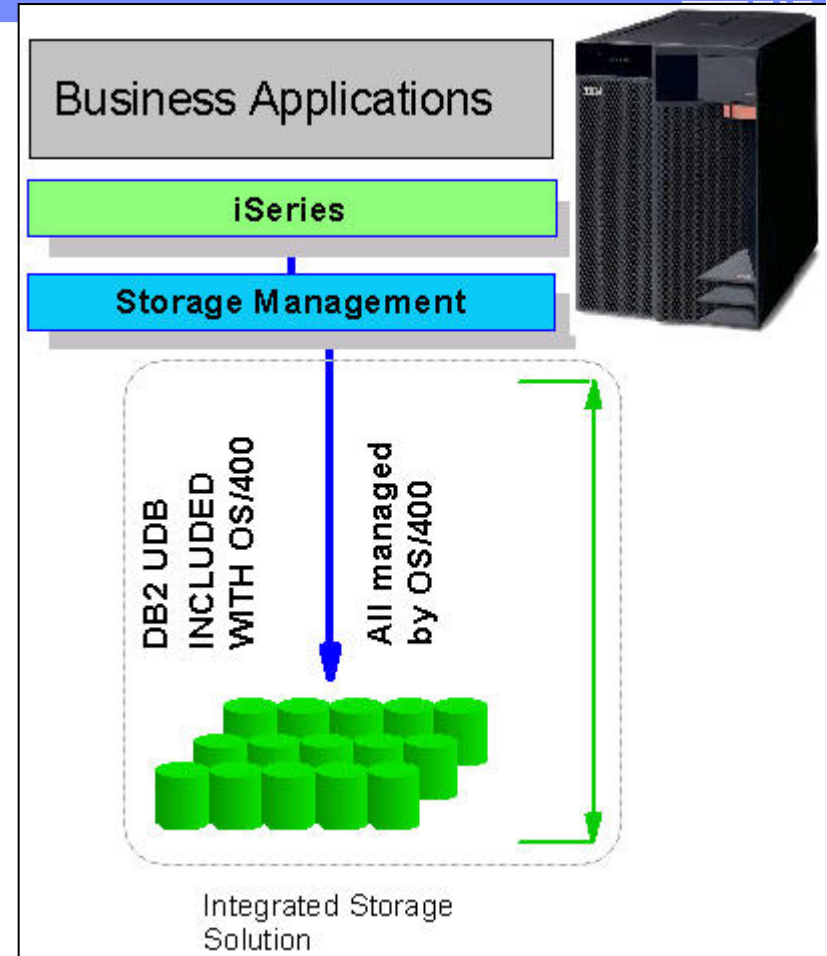 Business Applications
IBM
iSeries
Storage Management
DB2 UDB
INCLUDED
WITH OS/400
All managed
by OS/400
Integrated Storage
Solution